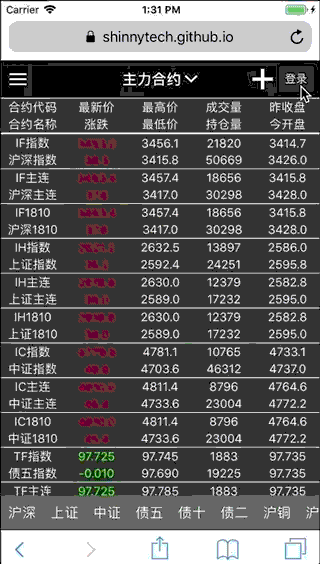 Carrier 1:31 PM
shinnytech.github.io
主力合约 登录
合约代码 最新价 最高价 成交量 昨收盘
合约名称 涨跌 最低价 持仓量 今开盘
IF指数 3456.1 21820 3414.7
沪深指数 3415.8 50669 3426.0
IF主连 3457.4 18656 3415.8
沪深主连 3417.0 30298 3428.0
IF1810 3457.4 18656 3415.8
沪深1810 3417.0 30298 3428.0
IH指数 2632.5 13897 2586.0
上证指数 2592.4 24251 2595.8
IH主连 2630.0 12379 2582.8
上证主连 2589.0 17232 2595.0
IH1810 2630.0 12379 2582.8
上证1810 2589.0 17232 2595.0
IC指数 4781.1 10765 4733.1
中证指数 4703.6 46312 4737.0
IC主连 4811.4 8796 4764.6
中证主连 4733.6 23004 4772.2
IC1810 4811.4 8796 4764.6
中证1810 4733.6 23004 4772.2
TF指数 97.725 97.745 1883 97.735
债五指数 -0.010 97.690 19225 97.735
TF主连 97.725 97.785 1883 97.735
沪深 上证 中证 债五 债十 债二 沪铜 沪